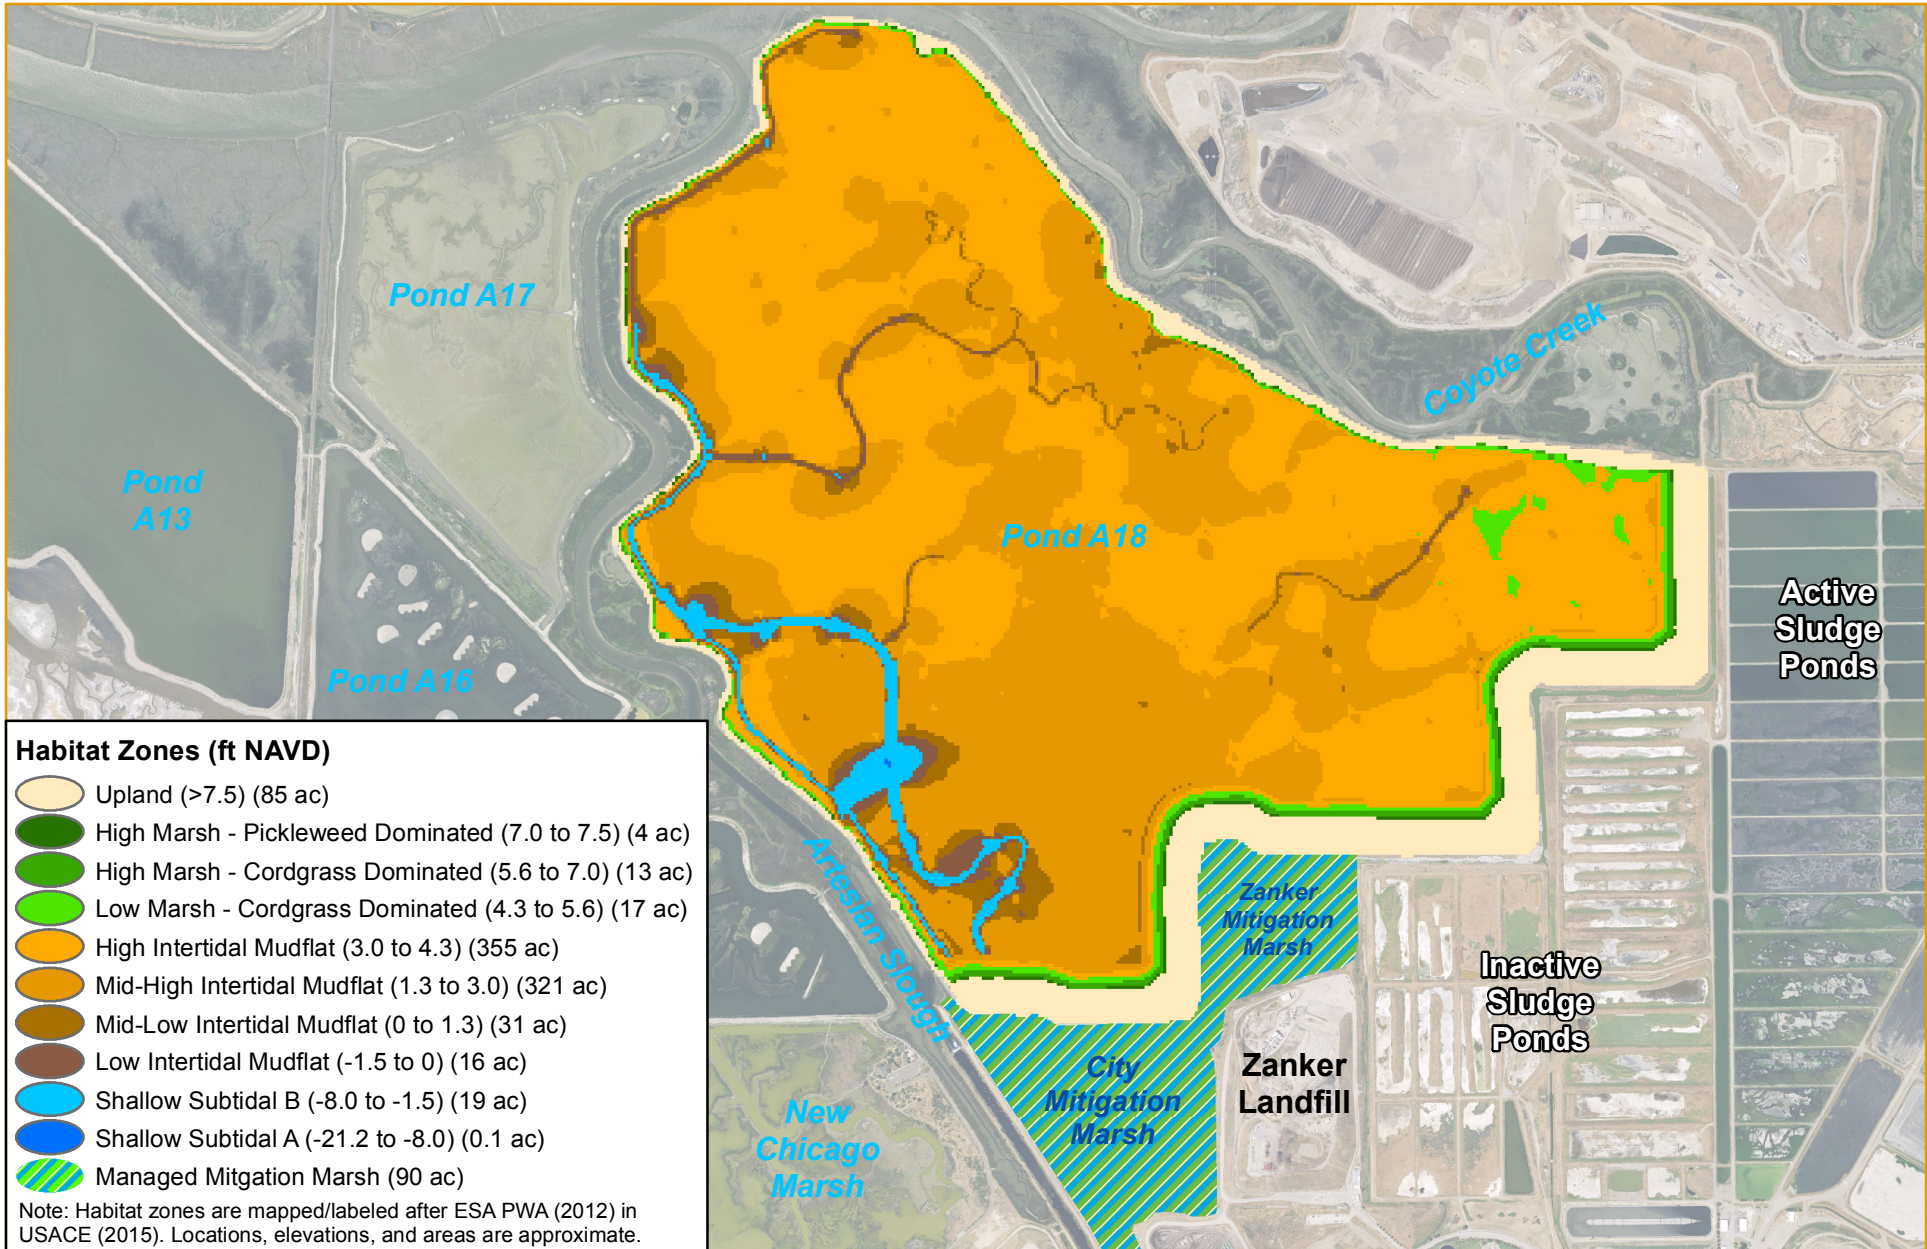 Pond A17
Coyote Creek
Pond
A13
Pond A18
Active
Sludge
Ponds
Pond A16
Habitat Zones (ft NAVD)
Upland (>7.5) (85 ac)
High Marsh - Pickleweed Dominated (7.0 to 7.5) (4 ac)
High Marsh - Cordgrass Dominated (5.6 to 7.0) (13 ac)
Low Marsh - Cordgrass Dominated (4.3 to 5.6) (17 ac)
High Intertidal Mudflat (3.0 to 4.3) (355 ac)
Mid-High Intertidal Mudflat (1.3 to 3.0) (321 ac)
Mid-Low Intertidal Mudflat (0 to 1.3) (31 ac)
Low Intertidal Mudflat (-1.5 to 0) (16 ac)
Shallow Subtidal B (-8.0 to -1.5) (19 ac)
Shallow Subtidal A (-21.2 to -8.0) (0.1 ac)
Managed Mitgation Marsh (90 ac)
Note: Habitat zones are mapped/labeled after ESA PWA (2012) in
USACE (2015). Locations, elevations, and areas are approximate.
Artesian Slough
Zanker
Mitigation
Marsh
Inactive
Sludge
Ponds
City
Mitigation
Marsh
Zanker
Landfill
New
Chicago
Marsh